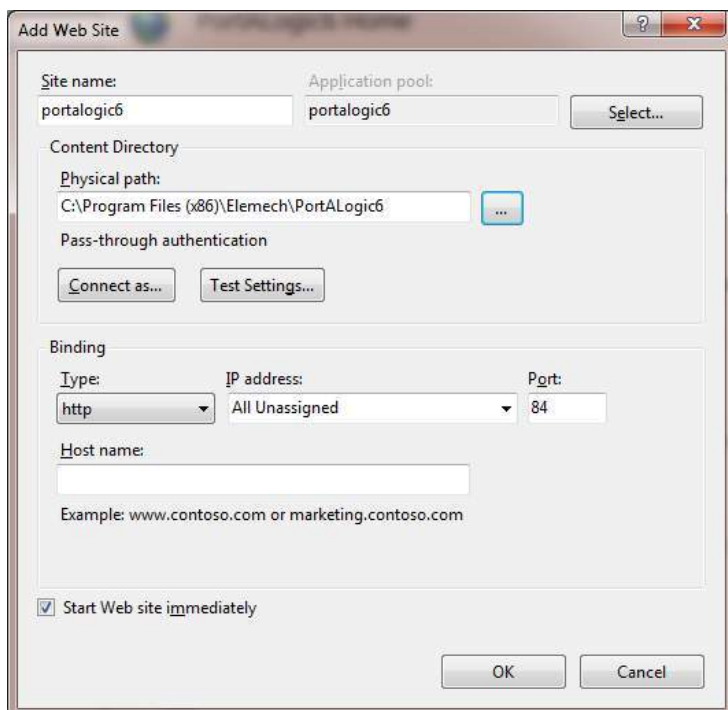 PortALogic6 Home
Add Web Site
Site name:
Application pool:
portalogic6
portalogic6
Select...
Content Directory
Physical path:
C:\Program Files (x86)\Elemech\PortALogic6
...
Pass-through authentication
Connect as...
Test Settings...
Binding
Type:
IP address:
Port:
http
All Unassigned
84
Host name:
Example: www.contoso.com or marketing.contoso.com
Start Web site immediately
OK
Cancel